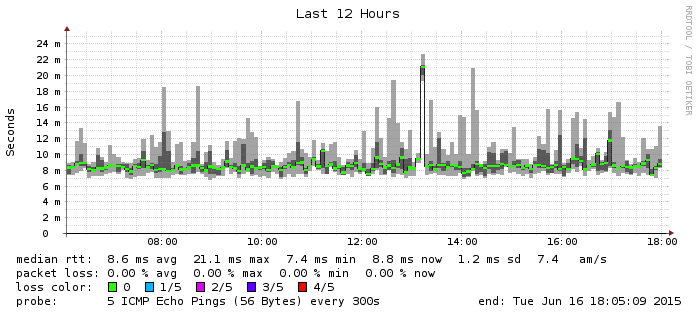 Last 12 Hours
RRDTOOL / TOBI OETIKER
Seconds
24 m
22 m
20 m
18 m
16 m
14 m
12 m
10 m
8 m
6 m
4 m
2 m
0
08:00 10:00 12:00 14:00 16:00 18:00
median rtt: 8.6 ms avg 21.1 ms max 7.4 ms min 8.8 ms now 1.2 ms sd 7.4 am/s
packet loss: 0.00 % avg 0.00 % max 0.00 % min 0.00 % now
loss color: 0 1/5 2/5 3/5 4/5
probe: 5 ICMP Echo Pings (56 Bytes) every 300s end: Tue Jun 16 18:05:09 2015